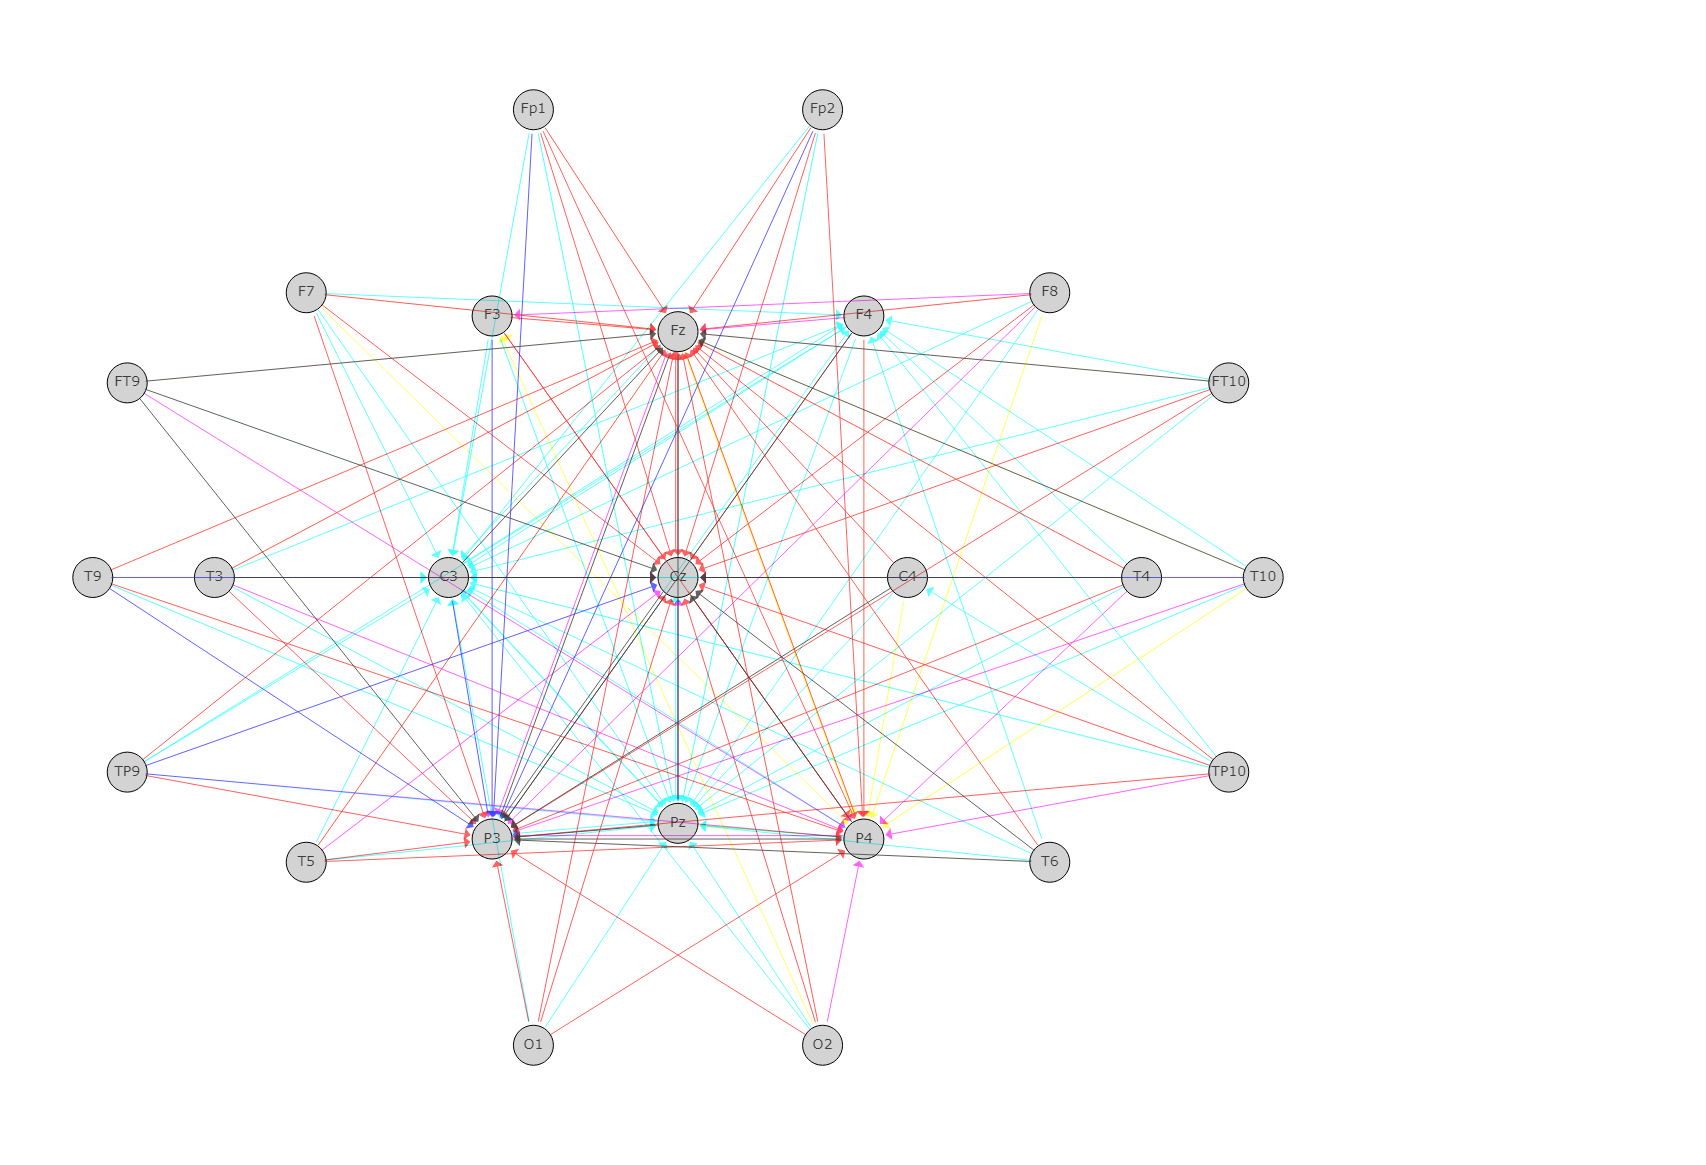 Fp1 Fp2
F7 F3 Fz F4 F8
FT9 FT10
T9 T3 C3 Cz C4 T4 T10
TP9 TP10
T5 P3 Pz P4 T6
O1 O2